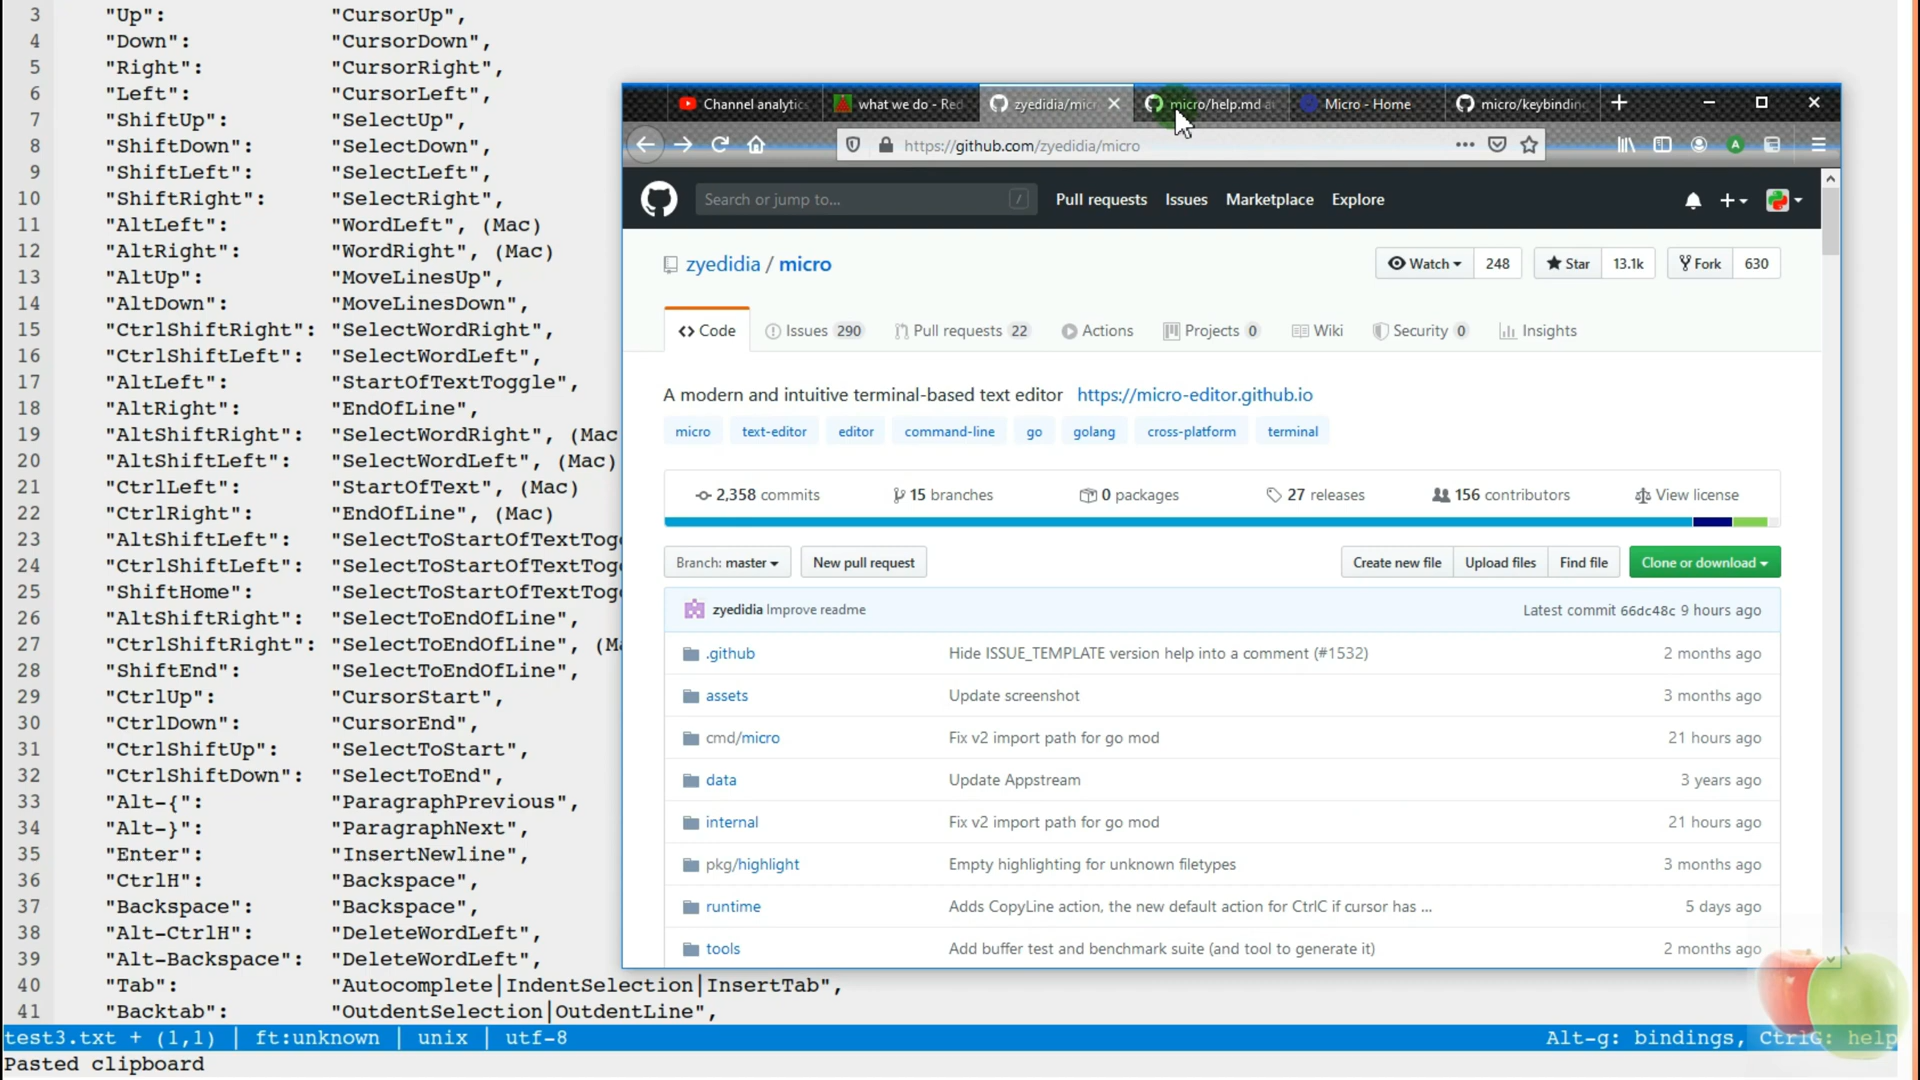 3 "Up": "CursorUp",
4 "Down": "CursorDown",
5 "Right": "CursorRight",
6 "Left": "CursorLeft",
7 "ShiftUp": "SelectUp",
8 "ShiftDown": "SelectDown",
9 "ShiftLeft": "SelectLeft",
10 "ShiftRight": "SelectRight",
11 "AltLeft": "WordLeft", (Mac)
12 "AltRight": "WordRight", (Mac)
13 "AltUp": "MoveLinesUp",
14 "AltDown": "MoveLinesDown",
15 "CtrlShiftRight": "SelectWordRight",
16 "CtrlShiftLeft": "SelectWordLeft",
17 "AltLeft": "StartOfTextToggle",
18 "AltRight": "EndOfLine",
19 "AltShiftRight": "SelectWordRight", (Mac
20 "AltShiftLeft": "SelectWordLeft", (Mac)
21 "CtrlLeft": "StartOfText", (Mac)
22 "CtrlRight": "EndOfLine", (Mac)
23 "AltShiftLeft": "SelectToStartOfTextTogg
24 "CtrlShiftLeft": "SelectToStartOfTextTogg
25 "ShiftHome": "SelectToStartOfTextTogg
26 "AltShiftRight": "SelectToEndOfLine",
27 "CtrlShiftRight": "SelectToEndOfLine", (Ma
28 "ShiftEnd": "SelectToEndOfLine",
29 "CtrlUp": "CursorStart",
30 "CtrlDown": "CursorEnd",
31 "CtrlShiftUp": "SelectToStart",
32 "CtrlShiftDown": "SelectToEnd",
33 "Alt-{": "ParagraphPrevious",
34 "Alt-}": "ParagraphNext",
35 "Enter": "InsertNewline",
36 "CtrlH": "Backspace",
37 "Backspace": "Backspace",
38 "Alt-CtrlH": "DeleteWordLeft",
39 "Alt-Backspace": "DeleteWordLeft",
40 "Tab": "Autocomplete|IndentSelection|InsertTab",
41 "Backtab": "OutdentSelection|OutdentLine",
test3.txt + (1,1) | ft:unknown | unix | utf-8 Alt-g: bindings, CtrlG: help
Pasted clipboard
Channel analytics what we do - Red zyedidia/micr micro/help.md a Micro - Home micro/keybinding
https://github.com/zyedidia/micro
Search or jump to... / Pull requests Issues Marketplace Explore
zyedidia / micro Watch 248 Star 13.1k Fork 630
Code Issues 290 Pull requests 22 Actions Projects 0 Wiki Security 0 Insights
A modern and intuitive terminal-based text editor https://micro-editor.github.io
micro text-editor editor command-line go golang cross-platform terminal
2,358 commits 15 branches 0 packages 27 releases 156 contributors View license
Branch: master New pull request Create new file Upload files Find file Clone or download
zyedidia Improve readme Latest commit 66dc48c 9 hours ago
.github Hide ISSUE_TEMPLATE version help into a comment (#1532) 2 months ago
assets Update screenshot 3 months ago
cmd/micro Fix v2 import path for go mod 21 hours ago
data Update Appstream 3 years ago
internal Fix v2 import path for go mod 21 hours ago
pkg/highlight Empty highlighting for unknown filetypes 3 months ago
runtime Adds CopyLine action, the new default action for CtrlC if cursor has ... 5 days ago
tools Add buffer test and benchmark suite (and tool to generate it) 2 months ago